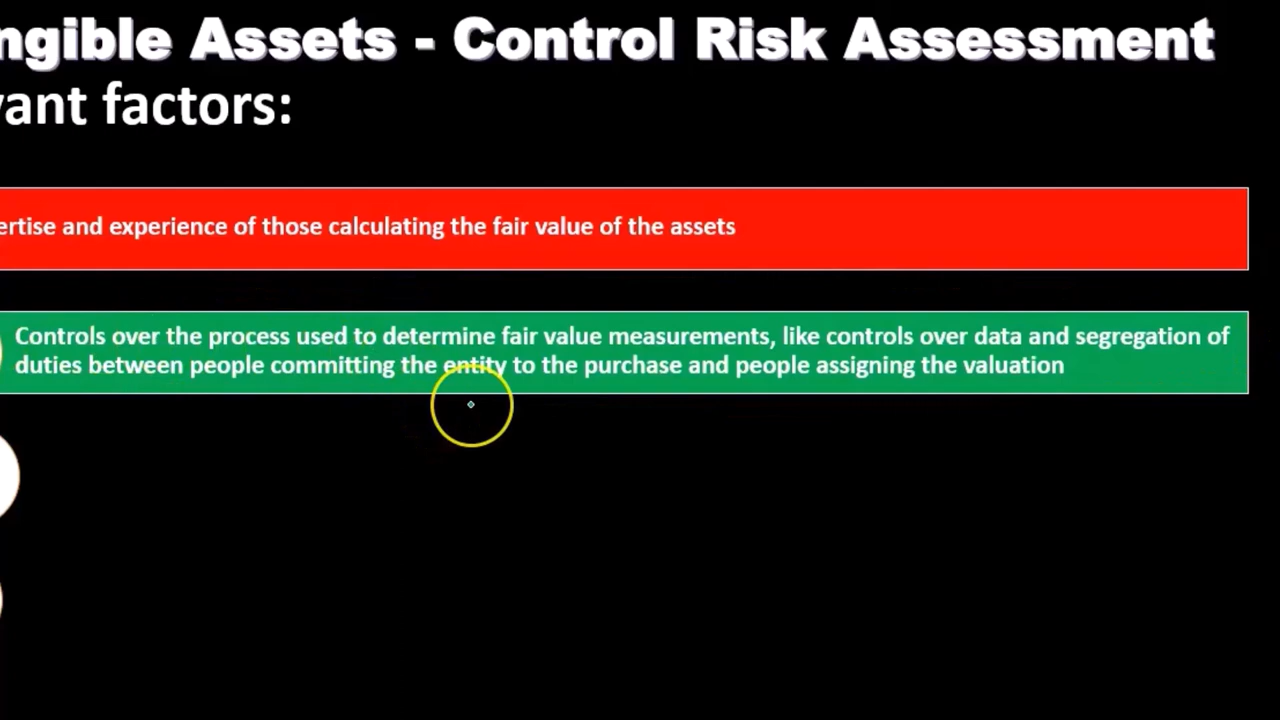 ngible Assets - Control Risk Assessment
vant factors:
ertise and experience of those calculating the fair value of the assets
Controls over the process used to determine fair value measurements, like controls over data and segregation of
duties between people committing the entity to the purchase and people assigning the valuation